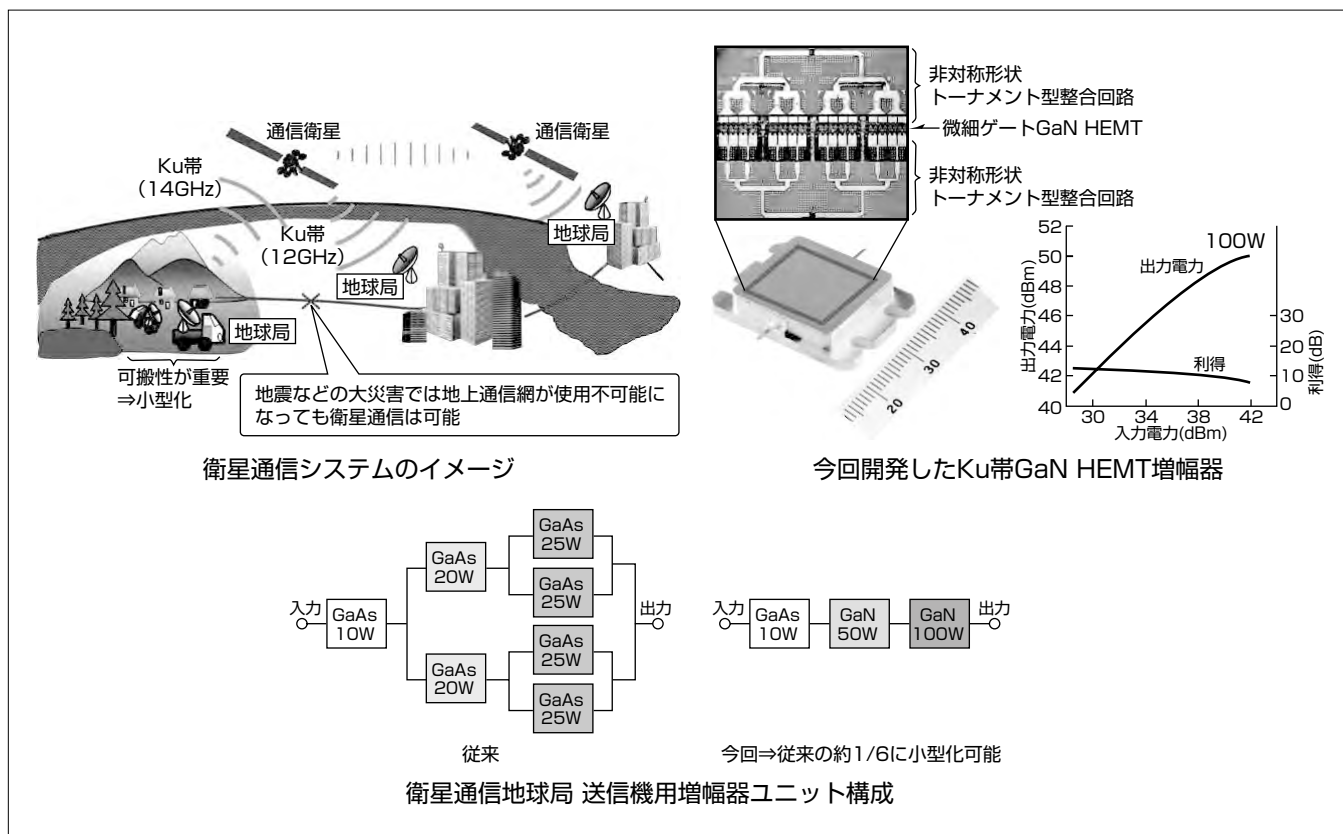 通信衛星
通信衛星
Ku帯
(14GHz)
地球局
Ku帯
(12GHz)
地球局
地球局
可搬性が重要
⇒小型化
地震などの大災害では地上通信網が使用不可能に
なっても衛星通信は可能
衛星通信システムのイメージ
非対称形状
トーナメント型整合回路
微細ゲートGaN HEMT
非対称形状
トーナメント型整合回路
20
30
40
52
50
48
46
44
42
40
出力電力(dBm)
100W
出力電力
利得
30
20
10
0
利得(dB)
30
34
38
42
入力電力(dBm)
今回開発したKu帯GaN HEMT増幅器
入力
GaAs
10W
GaAs
20W
GaAs
20W
GaAs
25W
GaAs
25W
GaAs
25W
GaAs
25W
出力
従来
入力
GaAs
10W
GaN
50W
GaN
100W
出力
今回⇒従来の約1/6に小型化可能
衛星通信地球局 送信機用増幅器ユニット構成